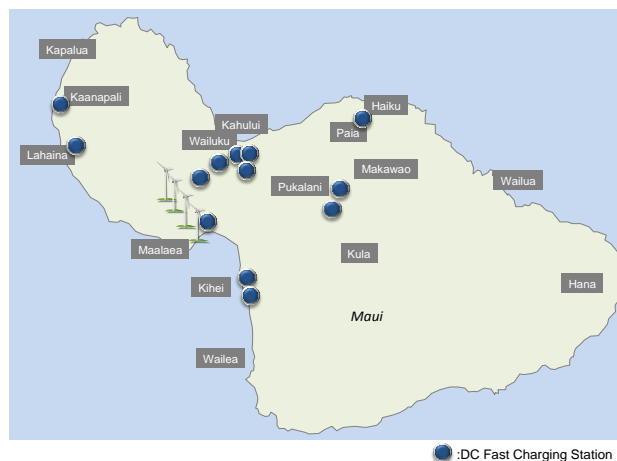 Kapalua
Kaanapali
Haiku
Kahului
Paia
Wailuku
Lahaina
Makawao
Wailua
Pukalani
Maalaea
Kula
Hana
Kihei
Maui
Wailea
:DC Fast Charging Station